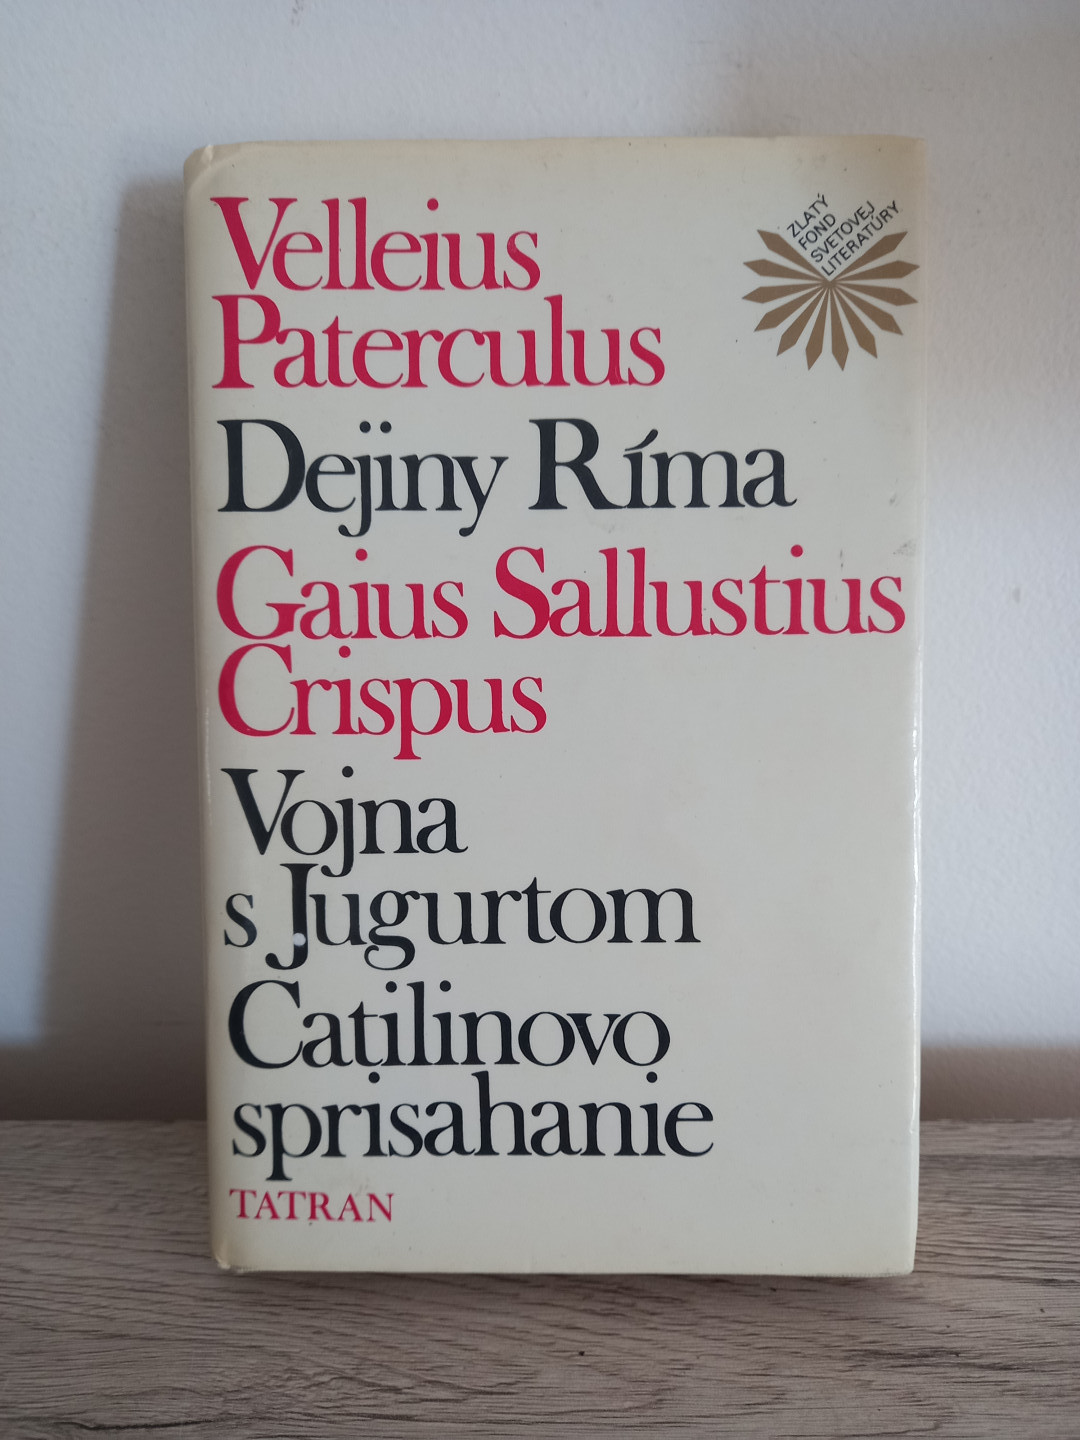 Velleius
Paterculus
ZLATÝ
FOND
SVETOVEJ
LITERATÚRY
Dejiny Ríma
Gaius Sallustius
Crispus
Vojna
s Jugurtom
Catilinovo
sprisahanie
TATRAN